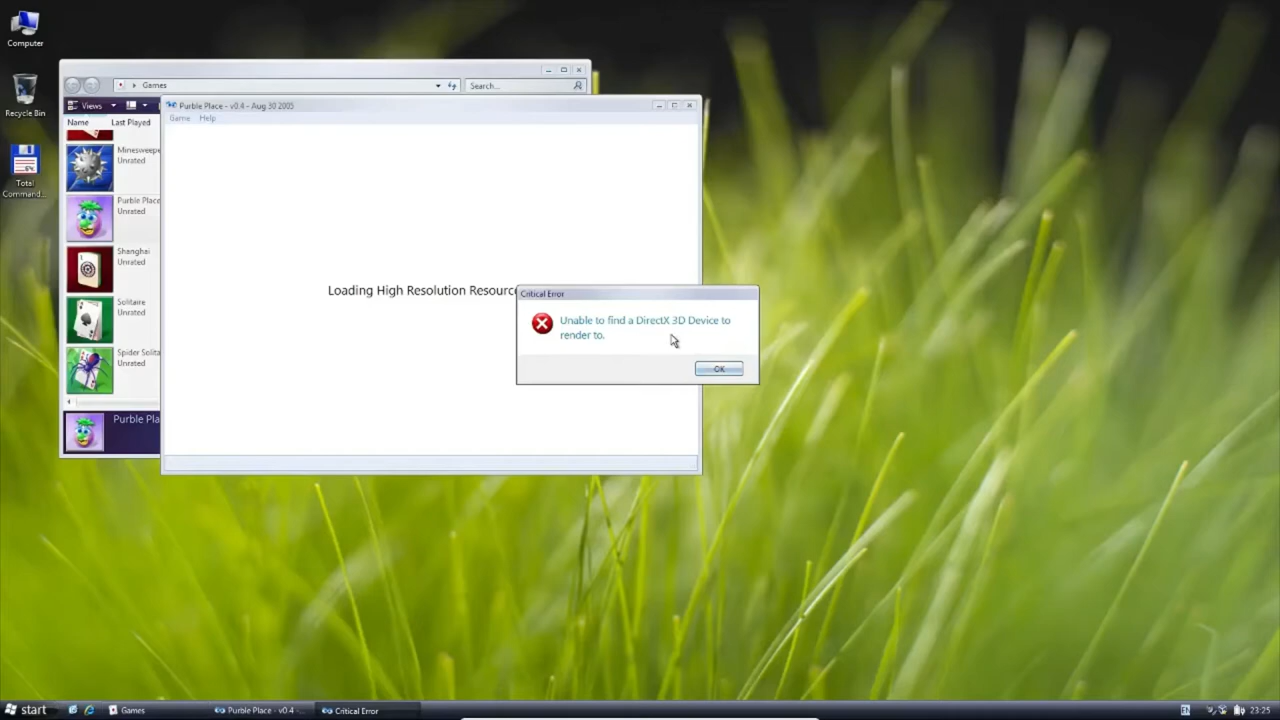 Computer
Recycle Bin
Total
Command...
Games
Search...
Views
Name
Last Played
Minesweepe
Unrated
Purble Place
Unrated
Shanghai
Unrated
Solitaire
Unrated
Spider Solita
Unrated
Purble Pla
Purble Place - v0.4 - Aug 30 2005
Game Help
Loading High Resolution Resource
Critical Error
Unable to find a DirectX 3D Device to
render to.
OK
start
Games
Purble Place - v0.4 -...
Critical Error
EN
23:25